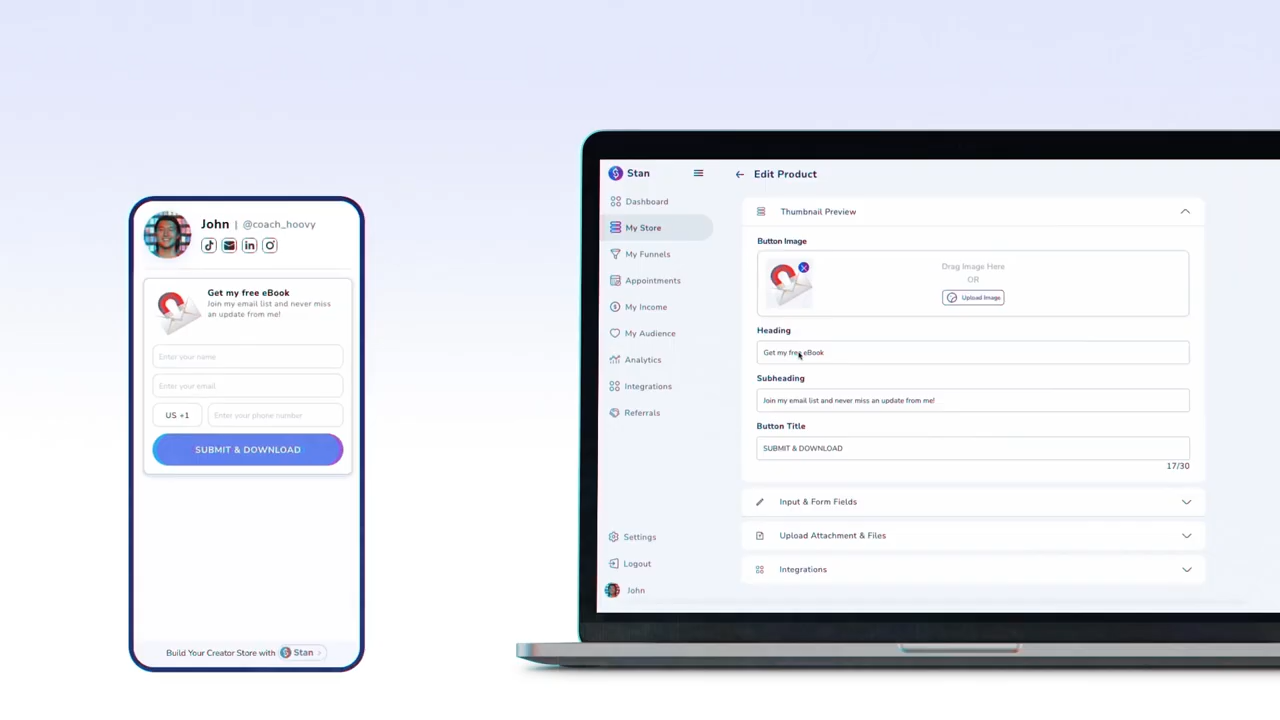 John | @coach_hoovy
Get my free eBook
Join my email list and never miss
an update from me!
Enter your name
Enter your email
US +1
Enter your phone number
SUBMIT & DOWNLOAD
Build Your Creator Store with Stan
Stan
Dashboard
My Store
My Funnels
Appointments
My Income
My Audience
Analytics
Integrations
Referrals
Settings
Logout
John
Edit Product
Thumbnail Preview
Button Image
Drag Image Here
OR
Upload Image
Heading
Get my free eBook
Subheading
Join my email list and never miss an update from me!
Button Title
SUBMIT & DOWNLOAD
17/30
Input & Form Fields
Upload Attachment & Files
Integrations